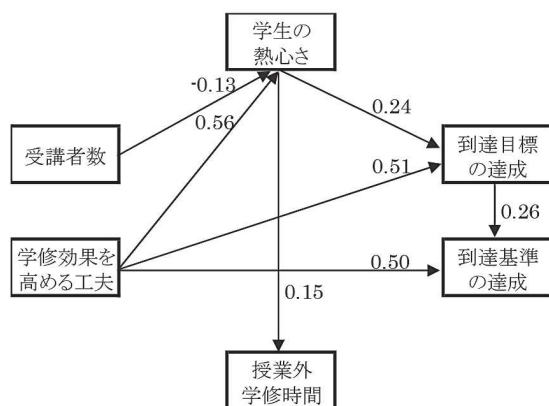 学生の
熱心さ
-0.13
0.56
0.24
受講者数
到達目標
の達成
0.51
0.26
学修効果を
高める工夫
0.50
到達基準
の達成
0.15
授業外
学修時間